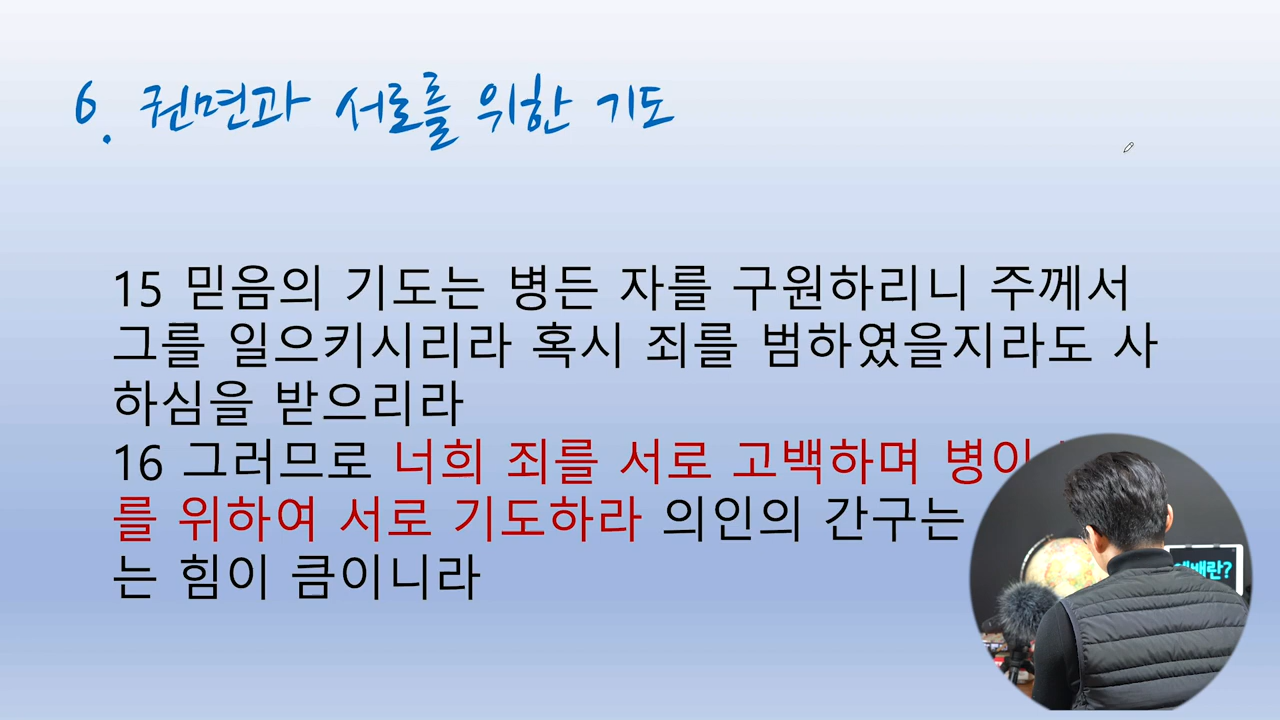 6. 권면과 서로를 위한 기도
15 믿음의 기도는 병든 자를 구원하리니 주께서
그를 일으키시리라 혹시 죄를 범하였을지라도 사
하심을 받으리라
16 그러므로 너희 죄를 서로 고백하며 병이
를 위하여 서로 기도하라 의인의 간구는
는 힘이 큼이니라